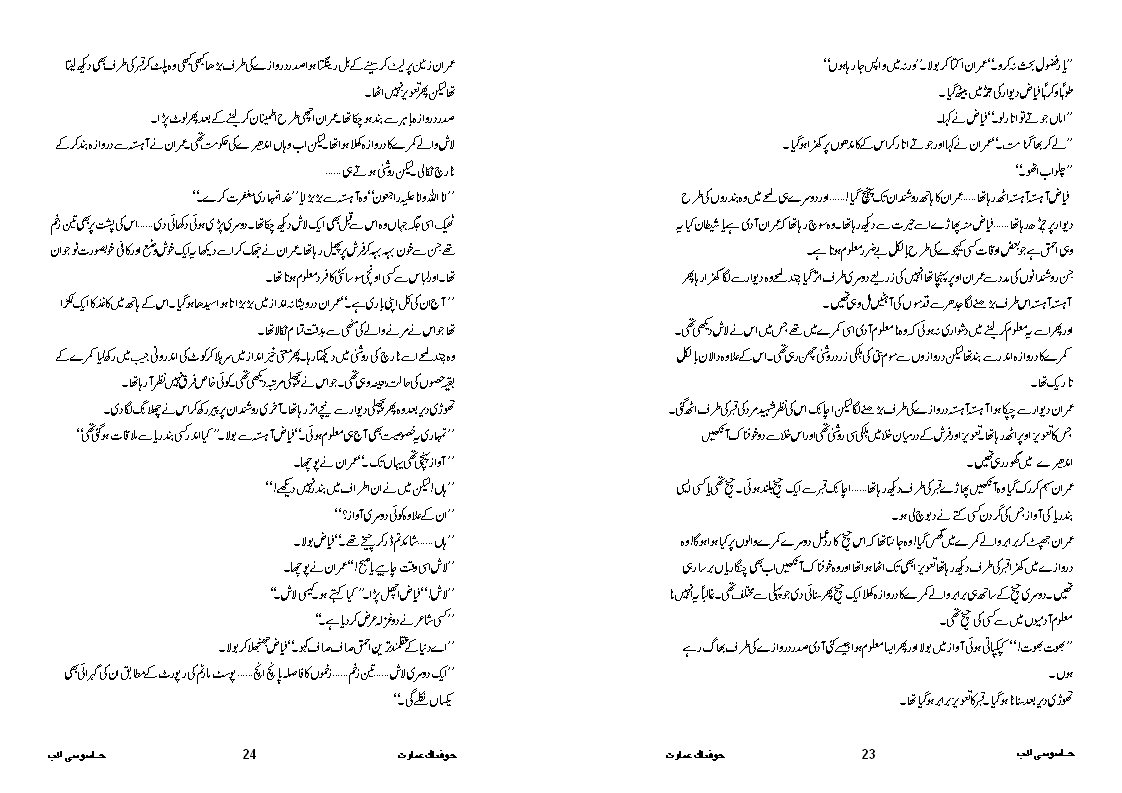 ’’یار فضول بحث نہ کرو۔‘‘عمران اکتا کر بولا۔’’ورنہ میں واپس جا رہا ہوں‘‘
طوہاً وکرہاً فیاض دیوار کی جڑ میں بیٹھ گیا ۔
’’اماں جوتے تو اتار لو۔‘‘فیاض نے کہا۔
’’لے کر بھاگنا مت۔‘‘عمران نے کہا اور جوتے اتار کر اس کے کاندھوں پر کھڑا ہو گیا۔
’’چلو اب اٹھو۔‘‘
فیاض آہستہ آہستہ اٹھ رہا تھا.....عمران کا ہاتھ روشندان تک پہنچ گیا!......اور دوسرے ہی لمحے میں وہ بندروں کی طرح
دیوار پر چڑھ رہا تھا......فیاض منہ پھاڑے اسے حیرت سے دیکھ رہا تھا۔وہ سوچ رہا تھا کہ عمران آدمی ہے یا شیطان کیا یہ
وہی احمق ہے جو بعض اوقات کسی کیچوے کی طرح بالکل بے ضرر معلوم ہوتا ہے۔
جن روشندانوں کی مدد سے عمران اوپر پہنچا تھا انہیں کی زریعے دوسری طرف اتر گیا چند لمحے وہ دیوار سے لگا کھڑا رہا پھر
آہستہ آہستہ اس طرف بڑھنے لگا جدھر سے قدموں کی آہٹیں مل رہی تھیں۔
اور پھر اسے یہ معلوم کر لینے میں دشواری نہ ہوئی کہ وہ نا معلوم آدمی اسی کمرے میں تھے جس میں اس نے لاش دیکھی تھی۔
کمرے کا دروازہ اندر سے بند تھا لیکن دروازوں سے موم بتی کی ہلکی زرد روشنی چھن رہی تھی۔ اس کے علاوہ دالان بالکل
تاریک تھا۔
عمران دیوار سے چپکا ہوا آہستہ آہستہ دروازے کی طرف بڑھنے لگا لیکن اچانک اس کی نظر شہید مرد کی قبر کی طرف اٹھ گئی۔
جس کا تعویز اوپر اٹھ رہا تھا۔تعویز اور فرش کے درمیان خلا میں ہلکی سی روشنی تھی اور اس خلا سے دو خوفناک آنکھیں
اندھیرے میں گھور رہی تھیں ۔
عمران سہم کر رک گیا وہ آنکھیں پھاڑے قبر کی طرف دیکھ رہا تھا......اچانک قبر سے ایک چیخ بلند ہوئی ۔ چیخ تھی یا کسی ایسی
بندریا کی آواز جس کی گردن کسی کتے نے دبوچ لی ہو۔
عمران جھپٹ کر برابر والے کمرے میں گھس گیا! وہ جانتا تھا کہ اس چیخ کا ردعمل دوسرے کمرے والوں پر کیا ہوا ہوگا! وہ
دروازے میں کھڑا قبر کی طرف دیکھ رہا تھا تعویز ابھی تک اٹھا ہوا تھا اور وہ خوفناک آنکھیں اب بھی چنگاریاں برسا رہی
تھیں۔ دوسری چیخ کے ساتھ ہی برابر والے کمرے کا دروازہ کھلا ایک چیخ پھر سنائی دی جو پہلی سے مختلف تھی۔ غالباً یہ انہیں نا
معلوم آدمیوں میں سے کسی کی چیخ تھی۔
’’بھوت بھوت!‘‘ کپکپاتی ہوئی آواز میں بولا اور پھر ایسا معلوم ہوا جیسے کئی آدمی صدر دروازے کی طرف بھاگ رہے
ہوں ۔
تھوڑی دیر بعد سناٹا ہو گیا ۔ قبر کا تعویز برابر ہو گیا تھا۔
جاسوسی ادب
23
خوفناک عمارت
عمران زمین پر لیٹ کر سینے کے بل رینگتا ہوا صدر دروازے کی طرف بڑھا کبھی کبھی وہ پلٹ کر قبر کی طرف بھی دیکھ لیتا
تھا لیکن پھر تعویز نہیں اٹھا۔
صدر دروازہ باہر سے بند ہو چکا تھا۔عمران اچھی طرح اطمینان کر لینے کے بعد پھر لوٹ پڑا۔
لاش والے کمرے کا دروازہ کھلا ہوا تھا۔لیکن اب وہاں اندھیرے کی حکومت تھی۔عمران نے آہستہ سے دروازہ بند کر کے
ٹارچ نکالی ۔لیکن روشنی ہوتے ہی ......
’’انا للہ وانا علیہ راجعون‘‘وہ آہستہ سے بڑبڑایا’’خدا تمہاری مغفرت کرے۔‘‘
ٹھیک اسی جگہ جہاں وہ اس سے قبل بھی ایک لاش دیکھ چکا تھا۔ دوسری پڑی ہوئی دکھائی دی......اس کی پشت پر بھی تین زخم
تھے جن سے خون بہہ بہہ کر فرش پر پھیل رہا تھا۔عمران نے جھک کر اسے دیکھا یہ ایک خوش وضع اور کافی خوبصورت نوجوان
تھا۔اور لباس سے کسی اونچی سوسائٹی کا فرد معلوم ہوتا تھا۔
’’آج ان کی کل اپنی باری ہے۔‘‘عمران درویشانہ انداز میں بڑبڑاتا ہوا سیدھا ہو گیا۔ اس کے ہاتھ میں کاغذ کا ایک ٹکڑا
تھا جو اس نے مرنے والے کی مٹھی سے بدقت تمام نکالا تھا۔
وہ چند لمحے اسے ٹارچ کی روشنی میں دیکھتا رہا۔ پھر معنی خیز انداز میں سر ہلا کر کوٹ کی اندرونی جیب میں رکھ لیا کمرے کے
بقیہ حصوں کی حالت بعینہ وہی تھی۔ جو اس نے پچھلی مرتبہ دیکھی تھی۔ کوئی خاص فرق نہیں نظر آ رہا تھا۔
تھوڑی دیر بعد وہ پھر پچھلی دیوار سے نیچے اتر رہا تھا۔ آخری روشندان پر پیر رکھ کر اس نے چھلانگ لگا دی۔
’’تمہاری یہ خصوصیت بھی آج ہی معلوم ہوئی۔‘‘فیاض آہستہ سے بولا۔’’کیا اندر کسی بندریا سے ملاقات ہو گئی تھی‘‘
’’آواز پہنچی تھی یہاں تک ۔‘‘عمران نے پوچھا۔
’’ہاں !لیکن میں نے ان اطراف میں بندر نہیں دیکھے!‘‘
’’ان کے علاوہ کوئی دوسری آواز؟‘‘
’’ہاں ......شائد تم ڈر کر چیخے تھے ۔‘‘فیاض بولا۔
’’لاش اسی وقت چاہیے یا صبح!‘‘عمران نے پوچھا۔
’’لاش!‘‘فیاض اچھل پڑا۔’’کیا کہتے ہو۔کیسی لاش۔‘‘
’’کسی شاعر نے دو غزلہ عرض کر دیا ہے۔‘‘
’’اے دنیا کے عقلمند ترین احمق صاف صاف کہو۔‘‘فیاض جھنجھلا کر بولا۔
’’ایک دوسری لاش .....تین زخم ......زخموں کا فاصلہ پانچ انچ ...... پوسٹ مارٹم کی رپورٹ کے مطابق ان کی گہرائی بھی
یکساں نکلے گی ۔‘‘
خوفناک عمارت
24
جاسوسی ادب